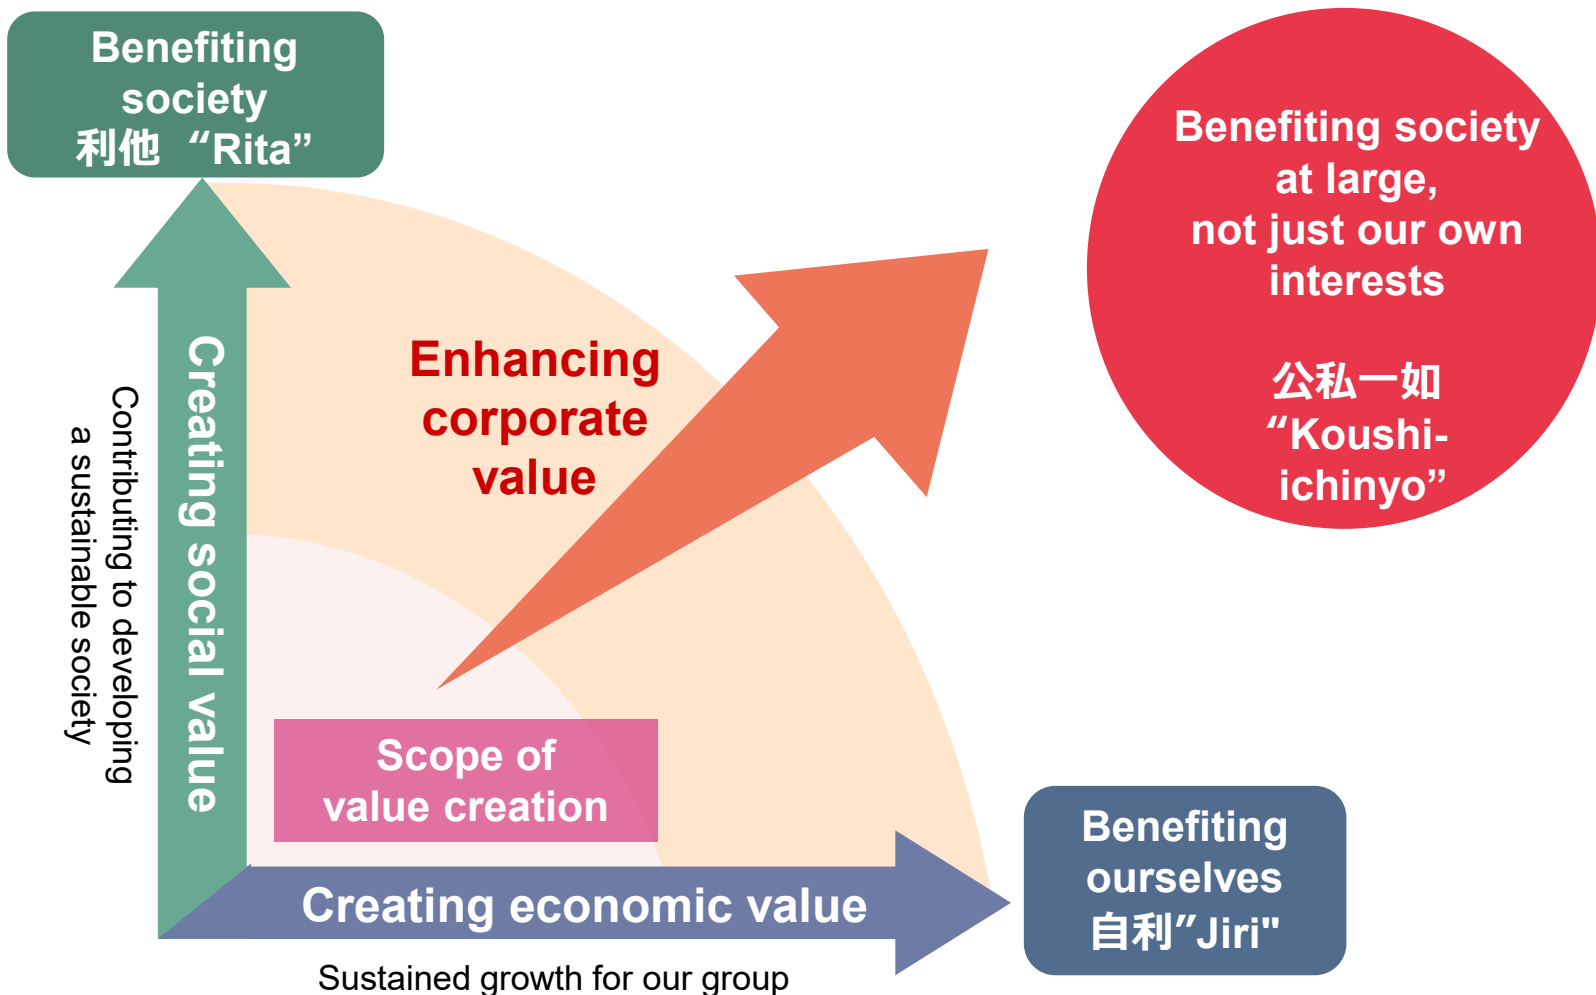 Benefiting
society
利他 “Rita”
Benefiting society
at large,
not just our own
interests
公私一如
“Koushi-
ichinyo”
Enhancing
corporate
value
Creating social value
Contributing to developing
a sustainable society
Scope of
value creation
Creating economic value
Sustained growth for our group
Benefiting
ourselves
自利”Jiri"